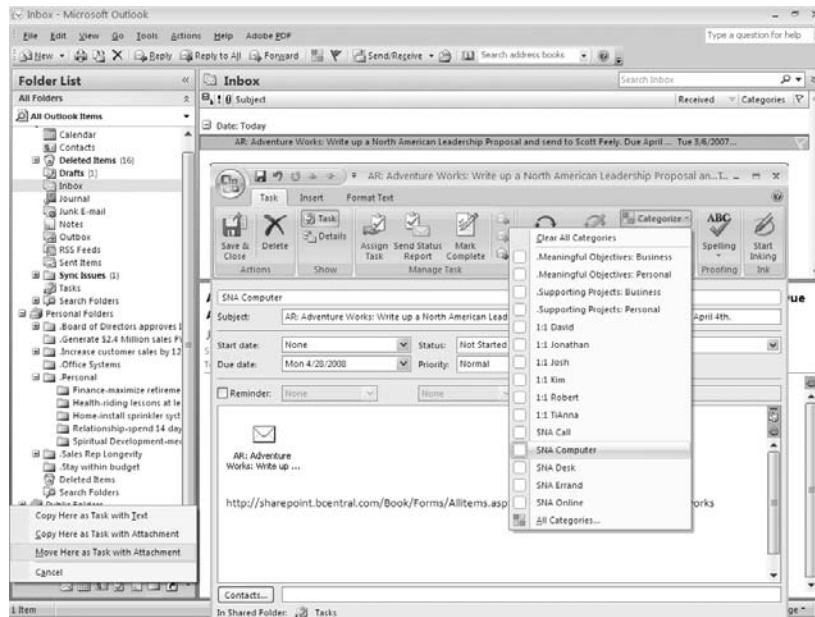 Inbox - Microsoft Outlook
File Edit View Go Tools Actions Help Adobe PDF
Type a question for help
New Reply Reply to All Forward Send/Receive Search address books
Folder List
Inbox
Search Inbox
All Folders
Subject
Received Categories
All Outlook Items
Date: Today
AR: Adventure Works: Write up a North American Leadership Proposal and send to Scott Feely. Due April ... Tue 3/6/2007...
Calendar
Contacts
Deleted Items (16)
Drafts [1]
Inbox
Journal
Junk E-mail
Notes
Outbox
RSS Feeds
Sent Items
Sync Issues (1)
Tasks
Search Folders
Personal Folders
.Board of Directors approves
.Generate $2.4 Million sales
.Increase customer sales by 12
.Office Systems
.Personal
Finance-maximize retireme
Health-riding lessons at le
Home-install sprinkler syst
Relationship-spend 14 day
Spiritual Development-me
.Sales Rep Longevity
.Stay within budget
Deleted Items
Search Folders
Public Folders
Copy Here as Task with Text
Copy Here as Task with Attachment
Move Here as Task with Attachment
Cancel
1 Item
AR: Adventure Works: Write up a North American Leadership Proposal an...
Task Insert Format Text
Save & Close
Delete
Actions
Task
Details
Show
Assign Task
Send Status Report
Mark Complete
Manage Task
Categorize
Spelling
Proofing
Start Inking
Ink
SNA Computer
Subject: AR: Adventure Works: Write up a North American Lead
April 4th.
Start date: None Status: Not Started
Due date: Mon 4/28/2008 Priority: Normal
Reminder: None None
AR: Adventure
Works: Write up ...
http://sharepoint.bcentral.com/Book/Forms/Allitems.asp
works
Contacts...
In Shared Folder: Tasks
Clear All Categories
.Meaningful Objectives: Business
.Meaningful Objectives: Personal
.Supporting Projects: Business
.Supporting Projects: Personal
1:1 David
1:1 Jonathan
1:1 Josh
1:1 Kim
1:1 Robert
1:1 TiAnna
SNA Call
SNA Computer
SNA Desk
SNA Errand
SNA Online
All Categories...